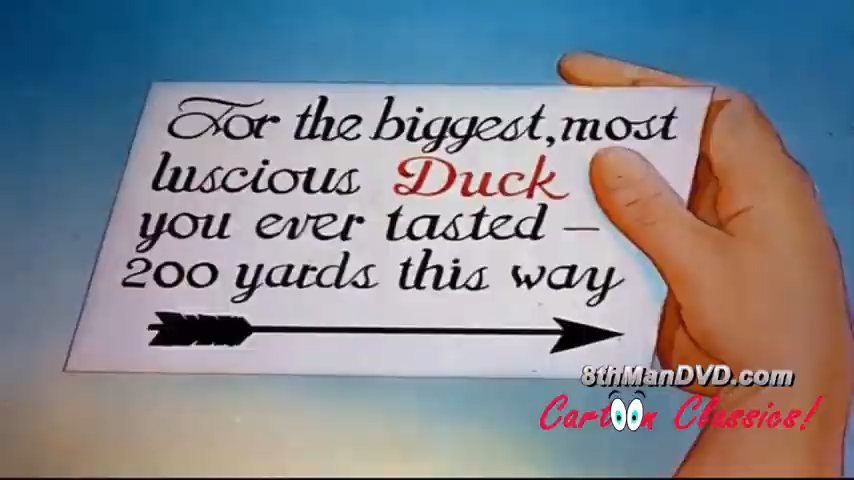 For the biggest, most
luscious Duck
you ever tasted –
200 yards this way
8thManDVD.com
Cartoon Classics!